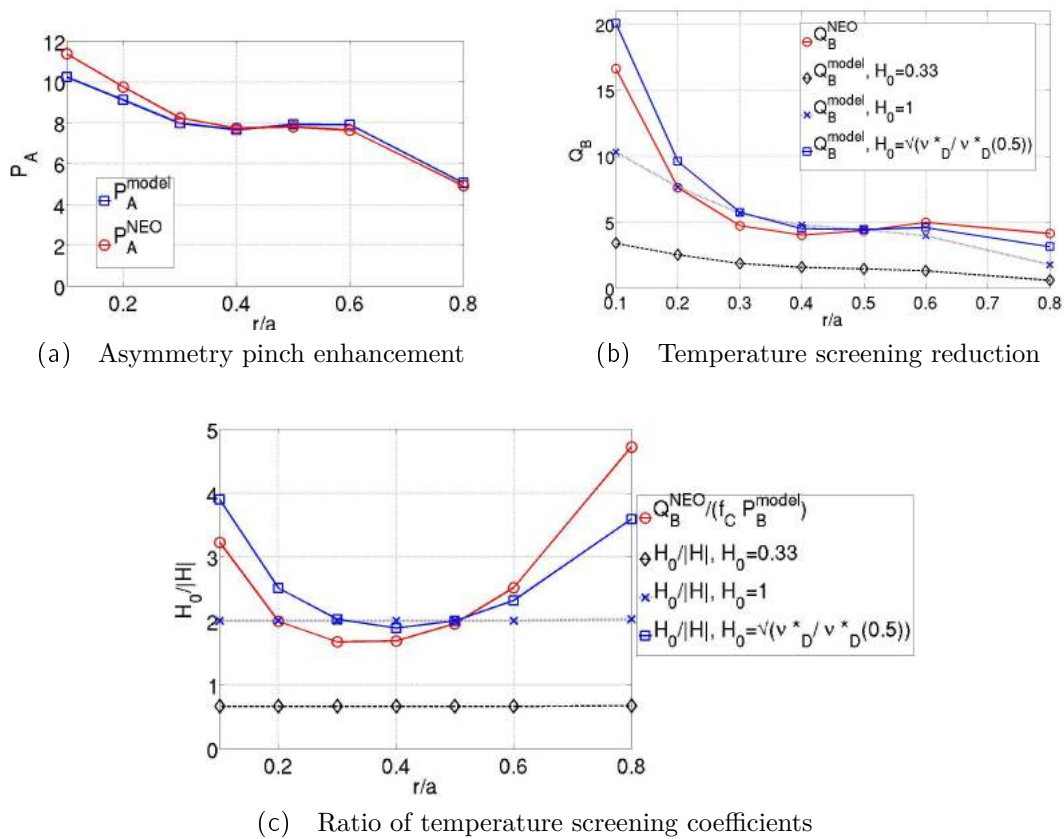 12
10
8
6
4
2
0
P_A
P_A^model
P_A^NEO
0.2 0.4 0.6 0.8
r/a
(a) Asymmetry pinch enhancement
20
15
10
5
0
Q_B
Q_B^NEO
Q_B^model, H_0=0.33
Q_B^model, H_0=1
Q_B^model, H_0=√(ν*_D/ν*_D(0.5))
0.1 0.2 0.3 0.4 0.5 0.6 0.7 0.8
r/a
(b) Temperature screening reduction
5
4
3
2
1
0
H_0/|H|
Q_B^NEO/(f_C P_B^model)
H_0/|H|, H_0=0.33
H_0/|H|, H_0=1
H_0/|H|, H_0=√(ν*_D/ν*_D(0.5))
0.2 0.4 0.6 0.8
r/a
(c) Ratio of temperature screening coefficients